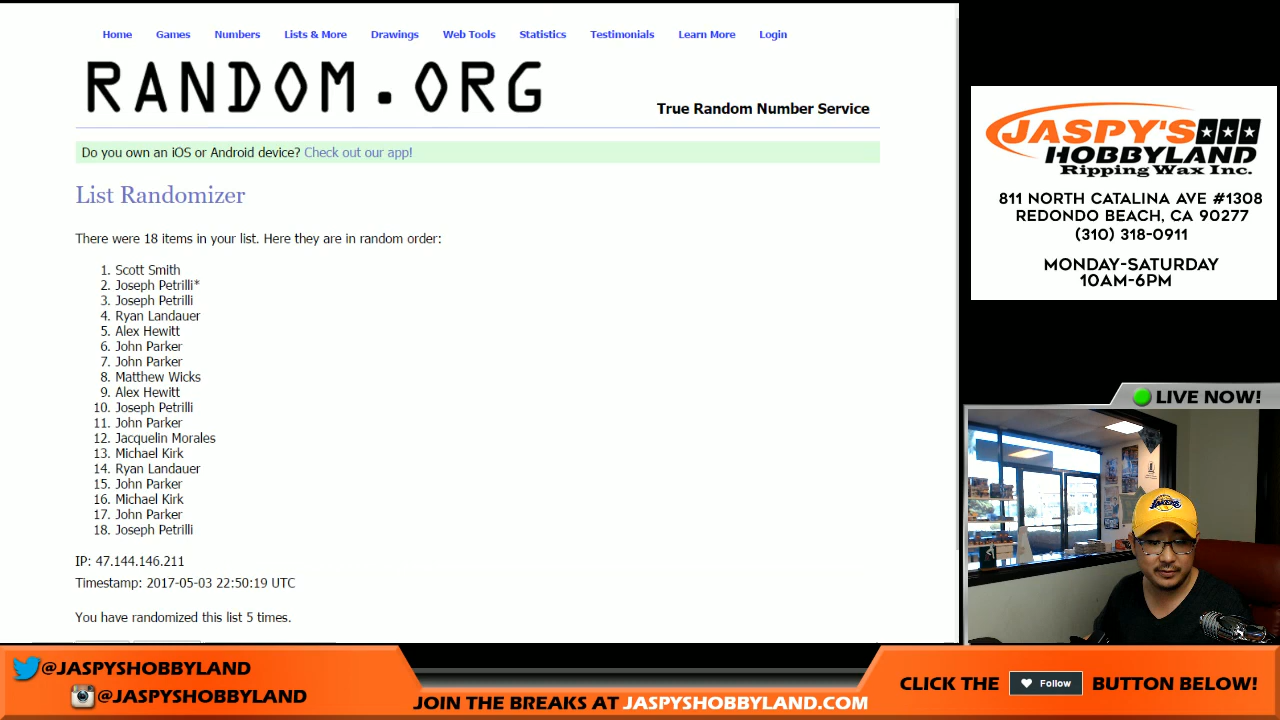 Home Games Numbers Lists & More Drawings Web Tools Statistics Testimonials Learn More Login
RANDOM.ORG
True Random Number Service
Do you own an iOS or Android device? Check out our app!
List Randomizer
There were 18 items in your list. Here they are in random order:
1. Scott Smith
2. Joseph Petrilli*
3. Joseph Petrilli
4. Ryan Landauer
5. Alex Hewitt
6. John Parker
7. John Parker
8. Matthew Wicks
9. Alex Hewitt
10. Joseph Petrilli
11. John Parker
12. Jacquelin Morales
13. Michael Kirk
14. Ryan Landauer
15. John Parker
16. Michael Kirk
17. John Parker
18. Joseph Petrilli
IP: 47.144.146.211
Timestamp: 2017-05-03 22:50:19 UTC
You have randomized this list 5 times.
JASPY'S
HOBBYLAND
Ripping Wax Inc.
811 NORTH CATALINA AVE #1308
REDONDO BEACH, CA 90277
(310) 318-0911
MONDAY-SATURDAY
10AM-6PM
LIVE NOW!
@JASPYSHOBBYLAND
@JASPYSHOBBYLAND
JOIN THE BREAKS AT JASPYSHOBBYLAND.COM
CLICK THE Follow BUTTON BELOW!